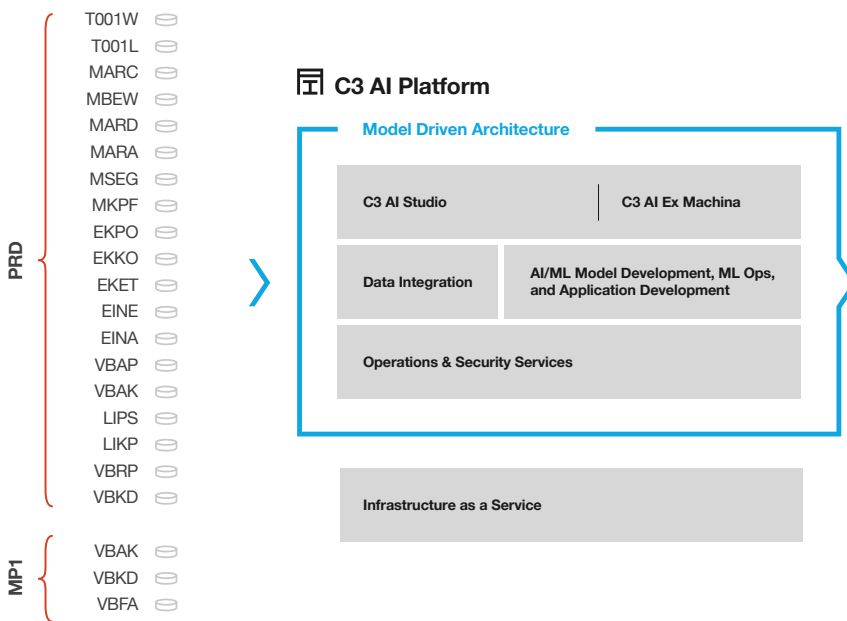 PRD
T001W
T001L
MARC
MBEW
MARD
MARA
MSEG
MKPF
EKPO
EKKO
EKET
EINE
EINA
VBAP
VBAK
LIPS
LIKP
VBRP
VBKD
MP1
VBAK
VBKD
VBFA
C3 AI Platform
Model Driven Architecture
C3 AI Studio
C3 AI Ex Machina
Data Integration
AI/ML Model Development, ML Ops,
and Application Development
Operations & Security Services
Infrastructure as a Service